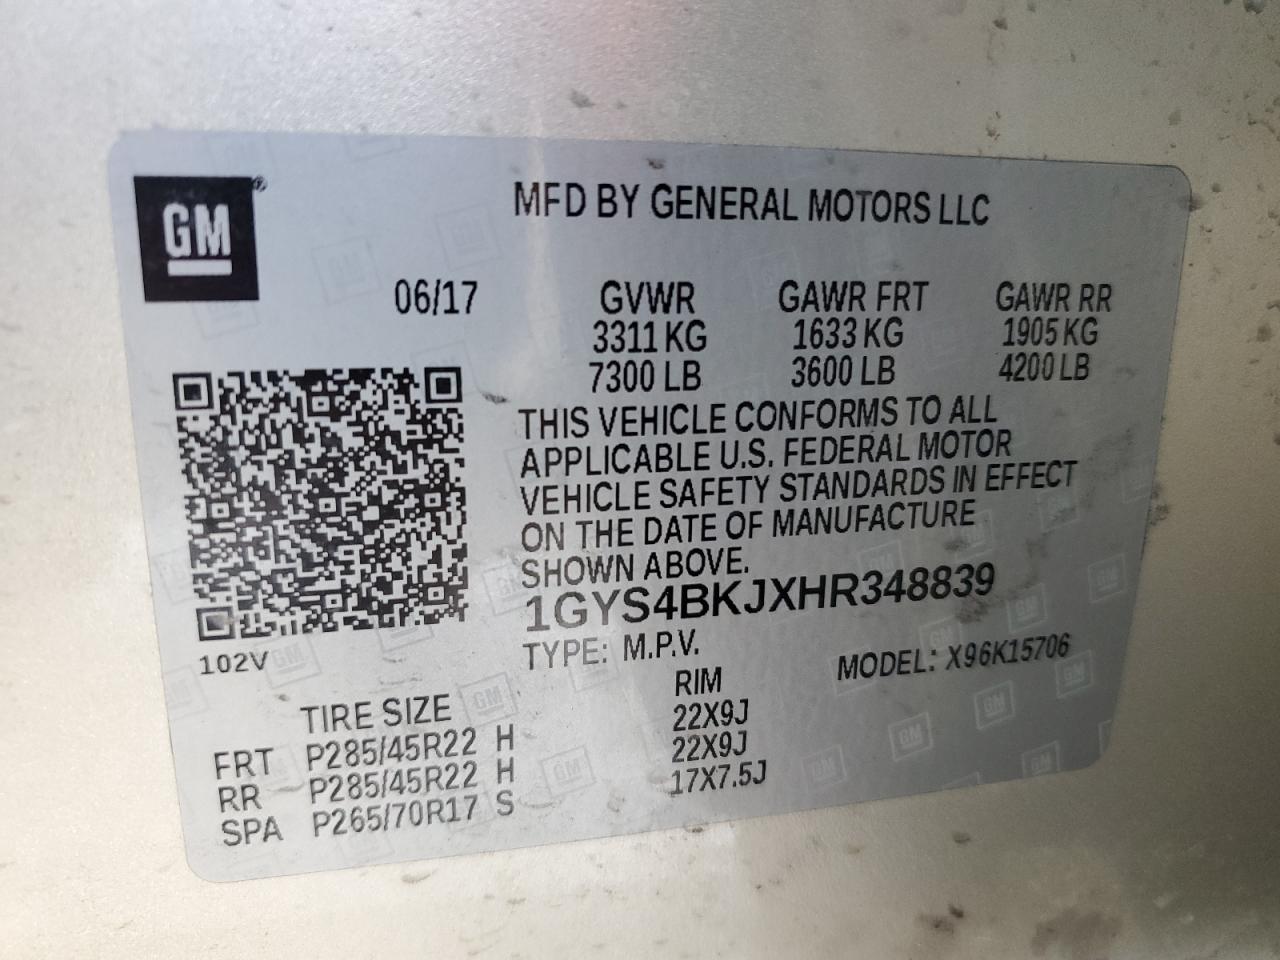 GM®
MFD BY GENERAL MOTORS LLC
06/17
GVWR GAWR FRT GAWR RR
3311 KG 1633 KG 1905 KG
7300 LB 3600 LB 4200 LB
THIS VEHICLE CONFORMS TO ALL
APPLICABLE U.S. FEDERAL MOTOR
VEHICLE SAFETY STANDARDS IN EFFECT
ON THE DATE OF MANUFACTURE
SHOWN ABOVE.
1GYS4BKJXHR348839
102V
TYPE: M.P.V. MODEL: X96K15706
TIRE SIZE RIM
FRT P285/45R22 H 22X9J
RR P285/45R22 H 22X9J
SPA P265/70R17 S 17X7.5J